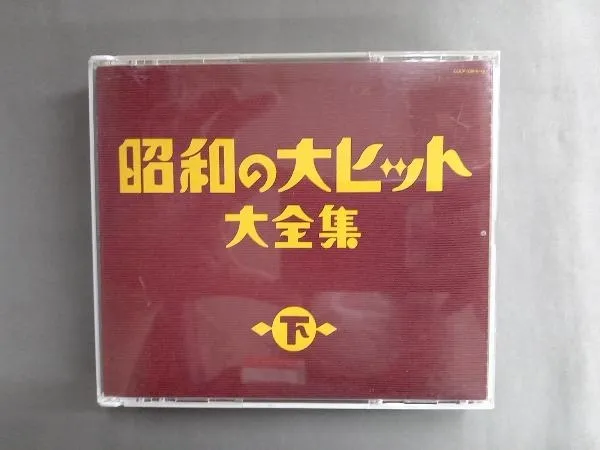 昭和の大ヒット
大全集
下